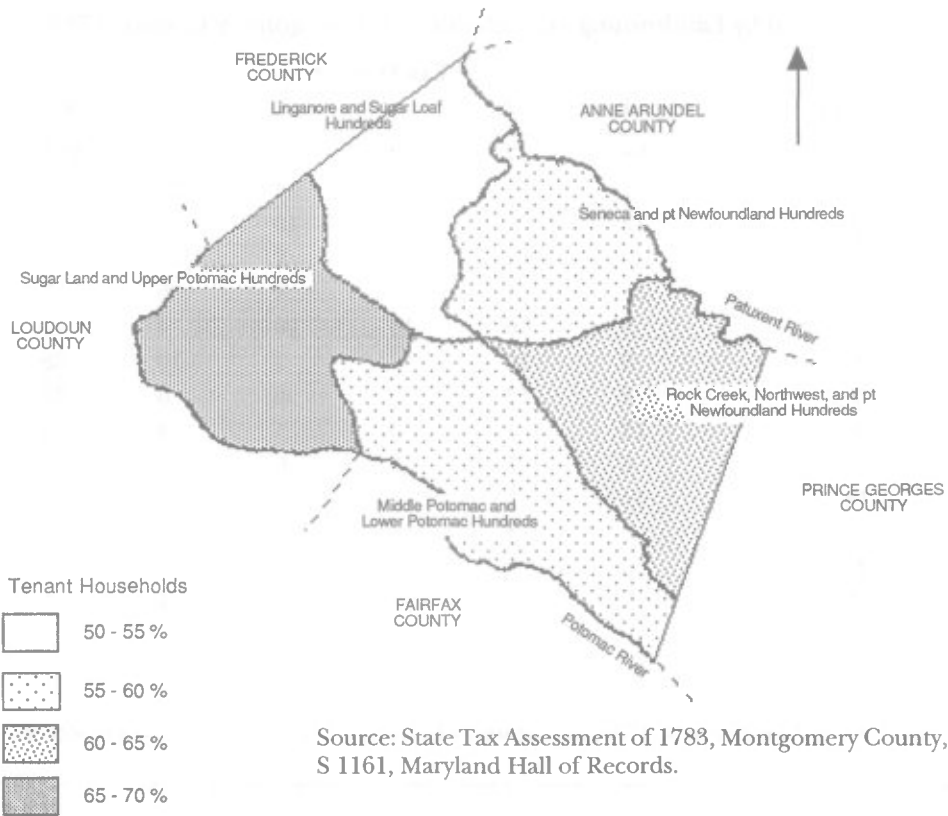 FREDERICK
COUNTY
Linganore and Sugar Loaf
Hundreds
ANNE ARUNDEL
COUNTY
Seneca and pt Newfoundland Hundreds
Sugar Land and Upper Potomac Hundreds
LOUDOUN
COUNTY
Patuxent River
Rock Creek, Northwest, and pt
Newfoundland Hundreds
PRINCE GEORGES
COUNTY
Middle Potomac and
Lower Potomac Hundreds
FAIRFAX
COUNTY
Potomac River
Tenant Households
50 - 55 %
55 - 60 %
60 - 65 %
65 - 70 %
Source: State Tax Assessment of 1783, Montgomery County,
S 1161, Maryland Hall of Records.